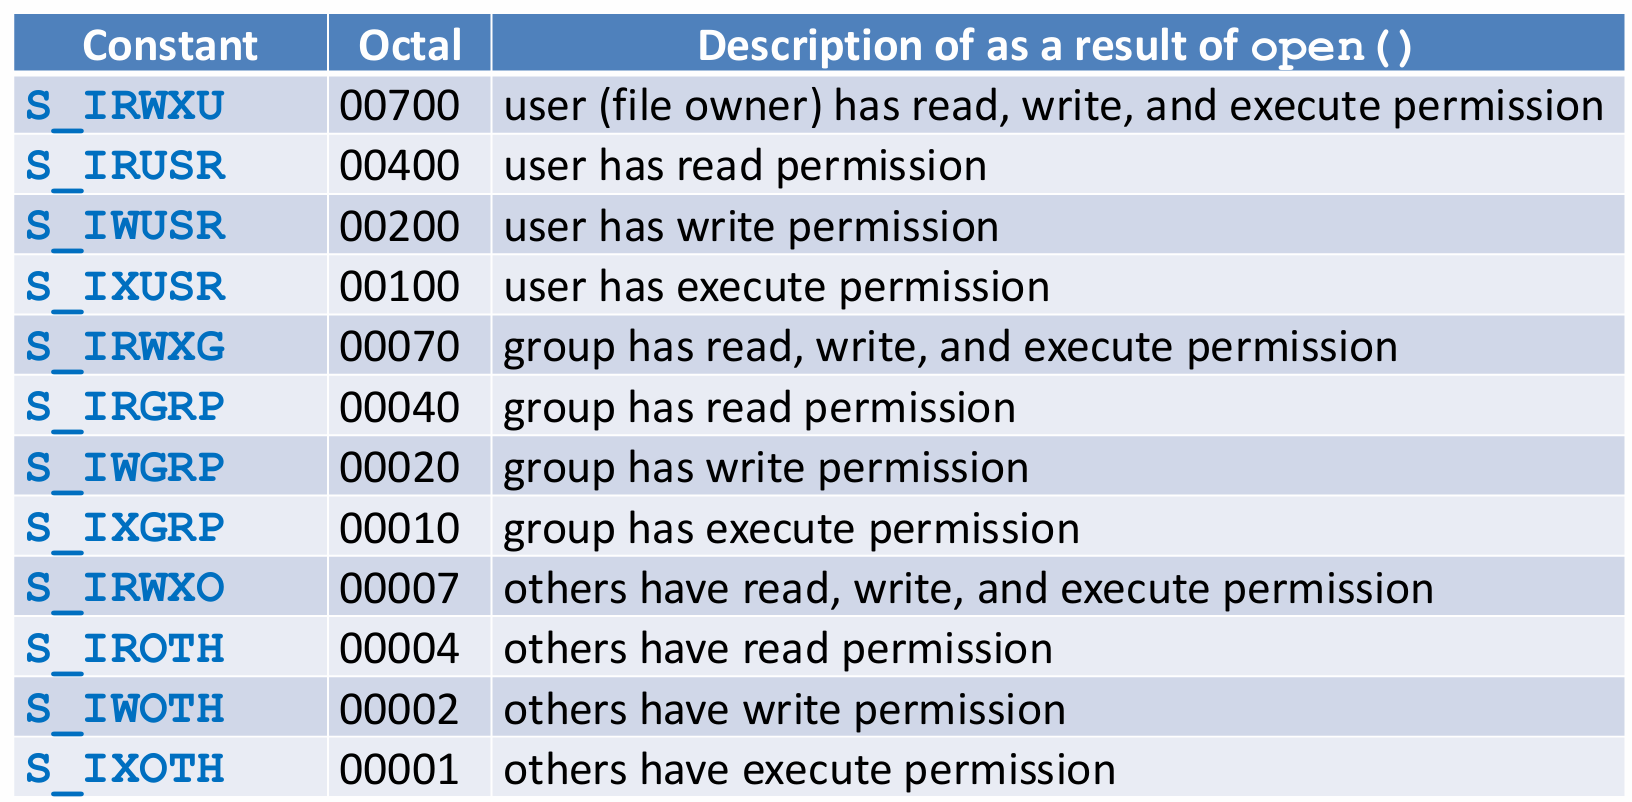 Constant Octal Description of as a result of open()
S_IRWXU 00700 user (file owner) has read, write, and execute permission
S_IRUSR 00400 user has read permission
S_IWUSR 00200 user has write permission
S_IXUSR 00100 user has execute permission
S_IRWXG 00070 group has read, write, and execute permission
S_IRGRP 00040 group has read permission
S_IWGRP 00020 group has write permission
S_IXGRP 00010 group has execute permission
S_IRWXO 00007 others have read, write, and execute permission
S_IROTH 00004 others have read permission
S_IWOTH 00002 others have write permission
S_IXOTH 00001 others have execute permission